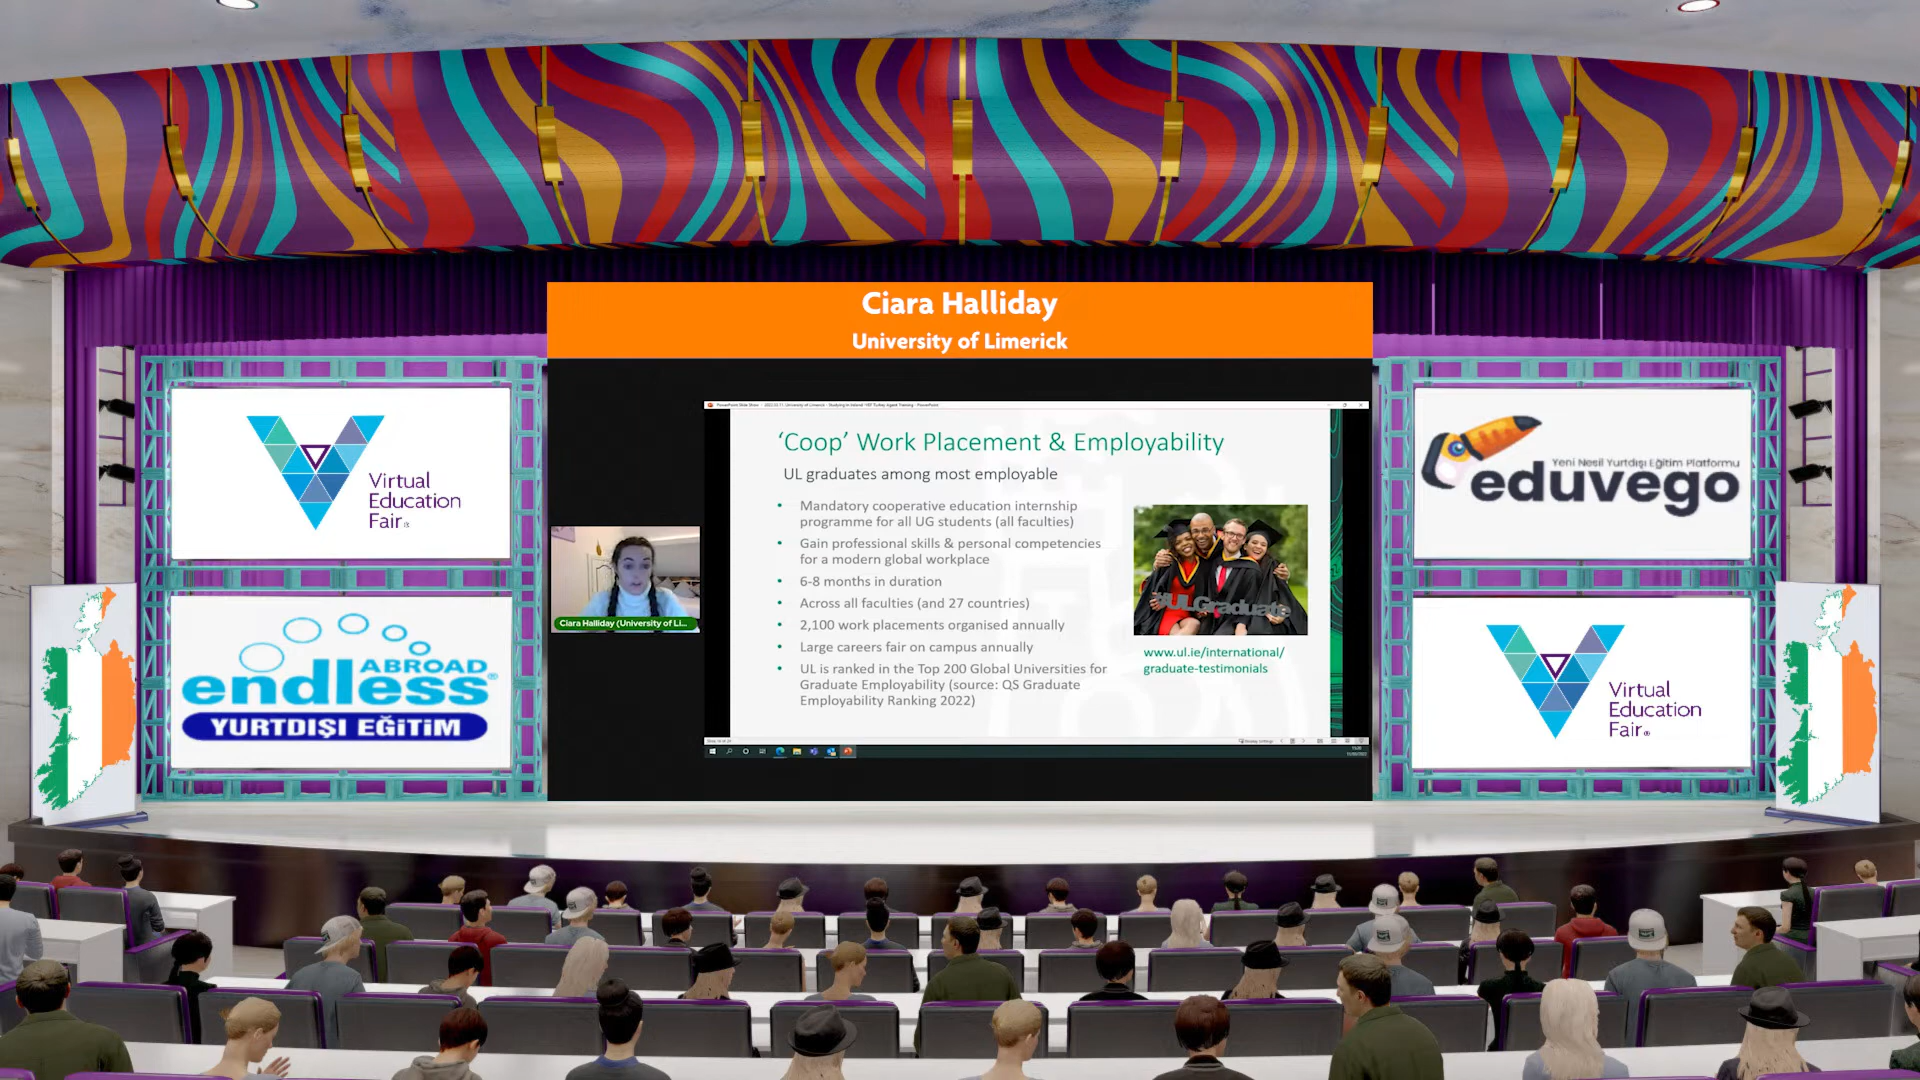 Ciara Halliday
University of Limerick
Virtual
Education
Fair®
ABROAD
endless®
YURTDIŞI EĞİTİM
Ciara Halliday (University of Li...
'Coop' Work Placement & Employability
UL graduates among most employable
• Mandatory cooperative education internship
programme for all UG students (all faculties)
• Gain professional skills & personal competencies
for a modern global workplace
• 6-8 months in duration
• Across all faculties (and 27 countries)
• 2,100 work placements organised annually
• Large careers fair on campus annually
• UL is ranked in the Top 200 Global Universities for
Graduate Employability (source: QS Graduate
Employability Ranking 2022)
#ULGraduate
www.ul.ie/international/
graduate-testimonials
Yeni Nesil Yurtdışı Eğitim Platformu
eduvego
Virtual
Education
Fair®